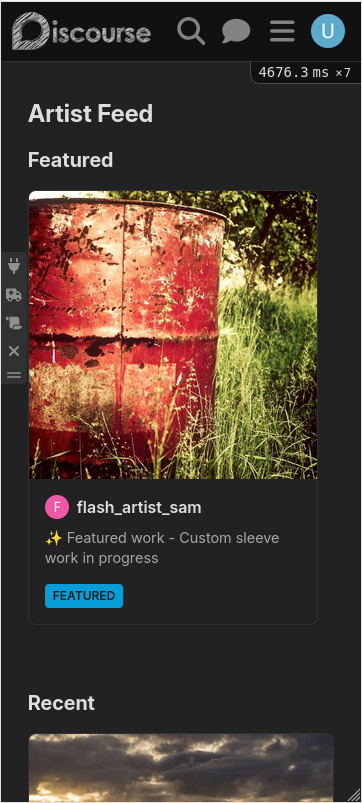 Discourse
U
4676.3 ms ×7
Artist Feed
Featured
F
flash_artist_sam
✨ Featured work - Custom sleeve
work in progress
FEATURED
Recent